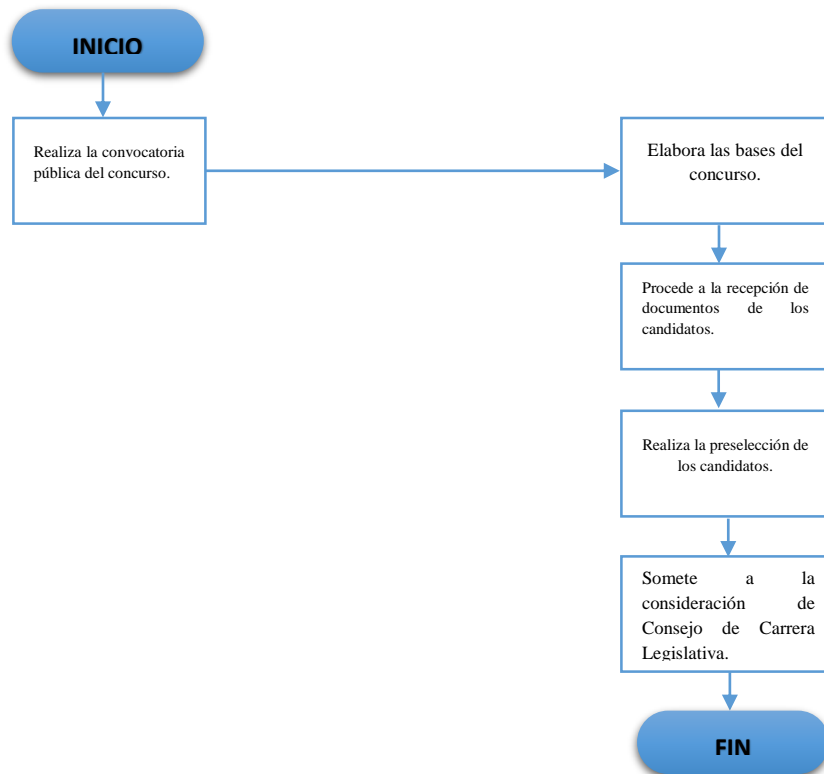 INICIO
Realiza la convocatoria
pública del concurso.
Elabora las bases del
concurso.
Procede a la recepción de
documentos de los
candidatos.
Realiza la preselección de
los candidatos.
Somete a la
consideración de
Consejo de Carrera
Legislativa.
FIN